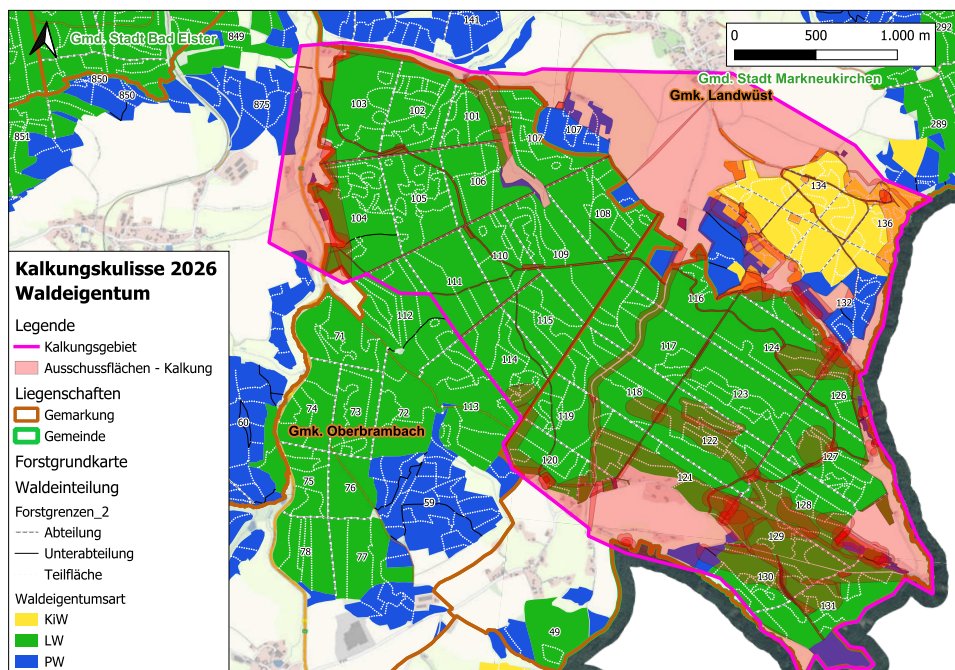 141
849
Gmd. Stadt Bad Elster
0 500 1.000 m
292
Gmd. Stadt Markneukirchen
Gmk. Landwüst
850
850
875
851
103
102
101
107
107
289
134
136
106
105
104
108
110
109
111
132
116
112
115
71
117
124
114
123
126
118
113
119
74
73
72
122
60
Gmk. Oberbrambach
127
120
121
75
76
59
128
129
78
77
130
131
49
Kalkungskulisse 2026
Waldeigentum
Legende
Kalkungsgebiet
Ausschussflächen - Kalkung
Liegenschaften
Gemarkung
Gemeinde
Forstgrundkarte
Waldeinteilung
Forstgrenzen_2
Abteilung
Unterabteilung
Teilfläche
Waldeigentumsart
KiW
LW
PW